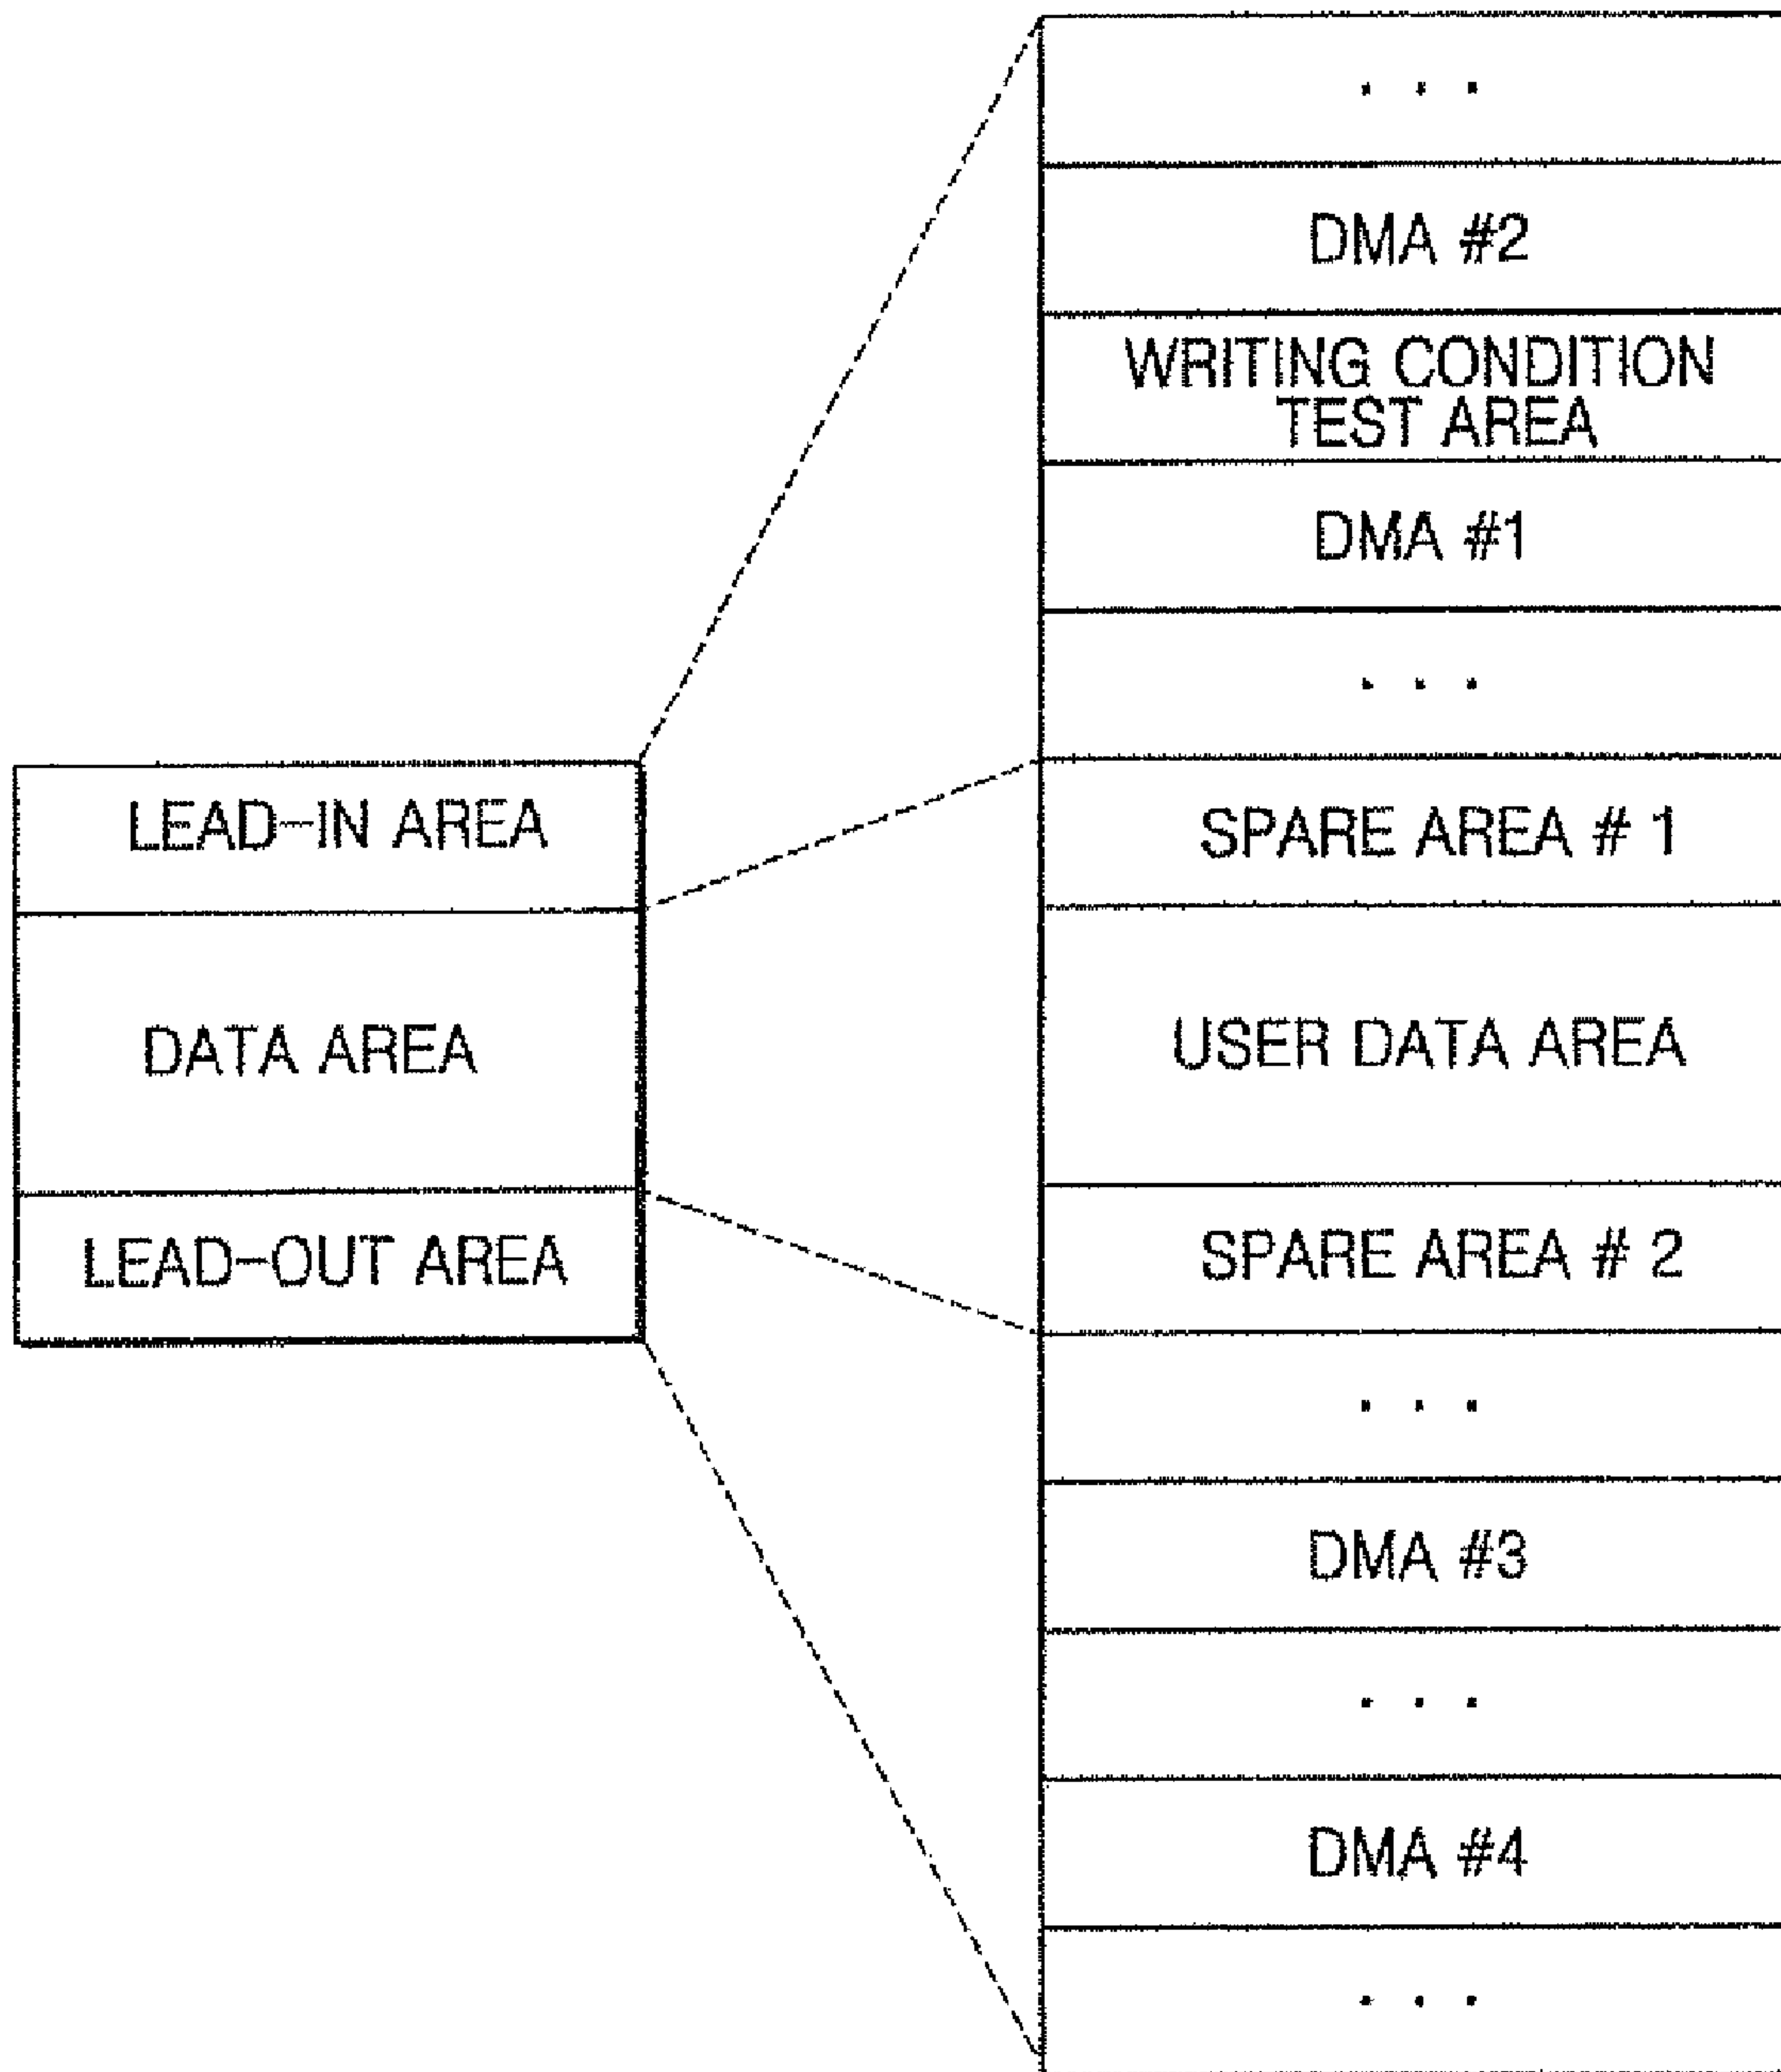 LEAD-IN AREA
DATA AREA
LEAD-OUT AREA
. . .
DMA #2
WRITING CONDITION
TEST AREA
DMA #1
. . .
SPARE AREA # 1
USER DATA AREA
SPARE AREA # 2
. . .
DMA #3
. . .
DMA #4
. . .